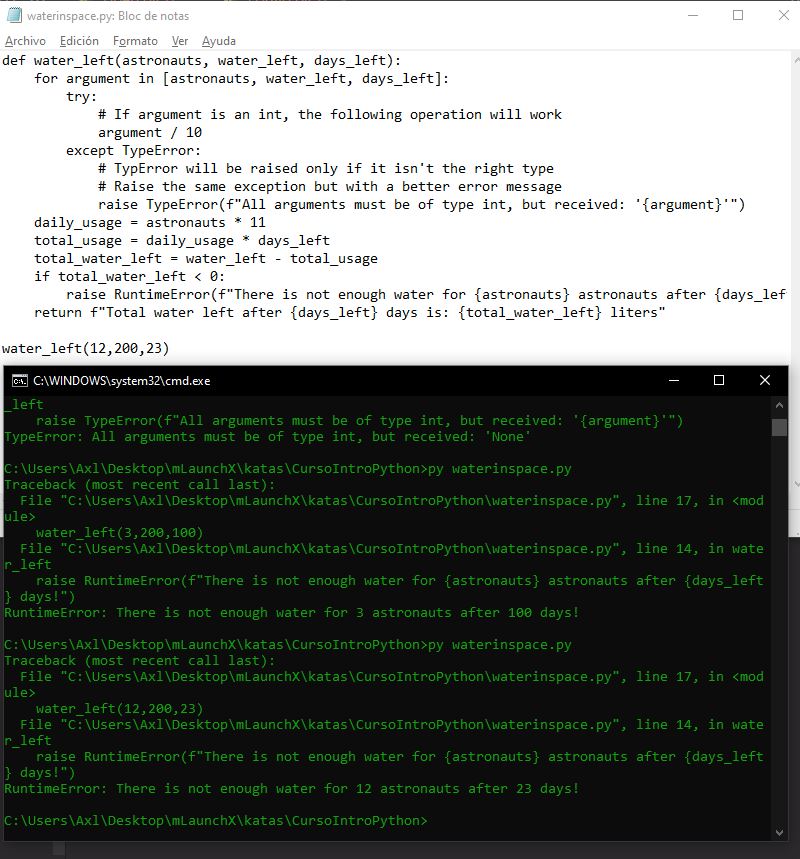 waterinspace.py: Bloc de notas
Archivo Edición Formato Ver Ayuda
def water_left(astronauts, water_left, days_left):
    for argument in [astronauts, water_left, days_left]:
        try:
            # If argument is an int, the following operation will work
            argument / 10
        except TypeError:
            # TypError will be raised only if it isn't the right type
            # Raise the same exception but with a better error message
            raise TypeError(f"All arguments must be of type int, but received: '{argument}'")
    daily_usage = astronauts * 11
    total_usage = daily_usage * days_left
    total_water_left = water_left - total_usage
    if total_water_left < 0:
        raise RuntimeError(f"There is not enough water for {astronauts} astronauts after {days_lef
    return f"Total water left after {days_left} days is: {total_water_left} liters"
water_left(12,200,23)
C:\WINDOWS\system32\cmd.exe
_left
    raise TypeError(f"All arguments must be of type int, but received: '{argument}'")
TypeError: All arguments must be of type int, but received: 'None'
C:\Users\Axl\Desktop\mLaunchX\katas\CursoIntroPython>py waterinspace.py
Traceback (most recent call last):
  File "C:\Users\Axl\Desktop\mLaunchX\katas\CursoIntroPython\waterinspace.py", line 17, in <mod
ule>
    water_left(3,200,100)
  File "C:\Users\Axl\Desktop\mLaunchX\katas\CursoIntroPython\waterinspace.py", line 14, in wate
r_left
    raise RuntimeError(f"There is not enough water for {astronauts} astronauts after {days_left
} days!")
RuntimeError: There is not enough water for 3 astronauts after 100 days!
C:\Users\Axl\Desktop\mLaunchX\katas\CursoIntroPython>py waterinspace.py
Traceback (most recent call last):
  File "C:\Users\Axl\Desktop\mLaunchX\katas\CursoIntroPython\waterinspace.py", line 17, in <mod
ule>
    water_left(12,200,23)
  File "C:\Users\Axl\Desktop\mLaunchX\katas\CursoIntroPython\waterinspace.py", line 14, in wate
r_left
    raise RuntimeError(f"There is not enough water for {astronauts} astronauts after {days_left
} days!")
RuntimeError: There is not enough water for 12 astronauts after 23 days!
C:\Users\Axl\Desktop\mLaunchX\katas\CursoIntroPython>